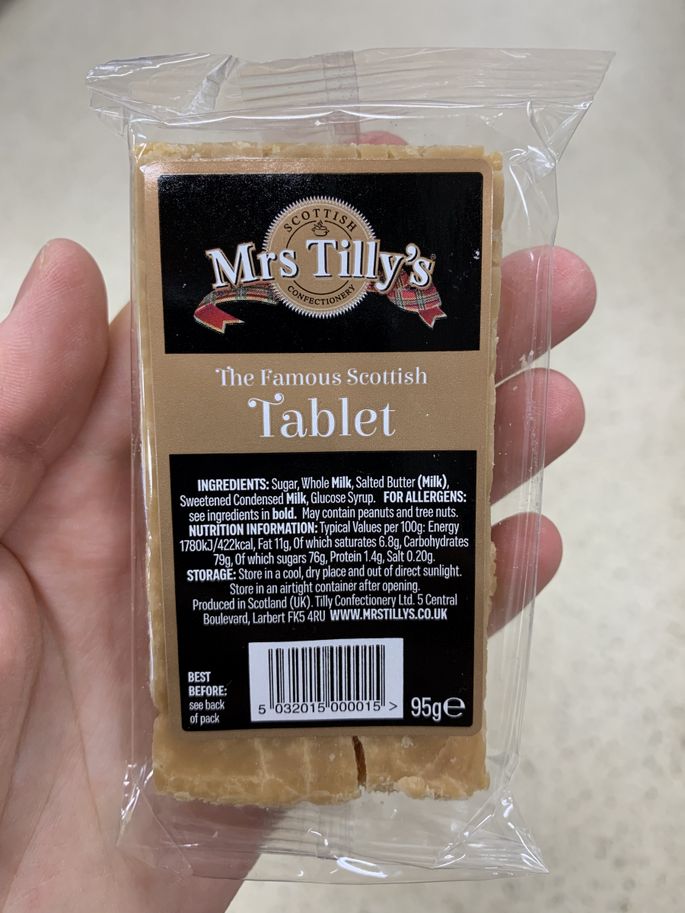 SCOTTISH
Mrs Tilly's
CONFECTIONERY
The Famous Scottish
Tablet
INGREDIENTS: Sugar, Whole Milk, Salted Butter (Milk),
Sweetened Condensed Milk, Glucose Syrup. FOR ALLERGENS:
see ingredients in bold. May contain peanuts and tree nuts.
NUTRITION INFORMATION: Typical Values per 100g: Energy
1780kJ/422kcal, Fat 11g, Of which saturates 6.8g, Carbohydrates
79g, Of which sugars 76g, Protein 1.4g, Salt 0.20g.
STORAGE: Store in a cool, dry place and out of direct sunlight.
Store in an airtight container after opening.
Produced in Scotland (UK). Tilly Confectionery Ltd. 5 Central
Boulevard, Larbert FK5 4RU WWW.MRSTILLYS.CO.UK
BEST
BEFORE:
see back
of pack
5 032015 000015 >
95g℮